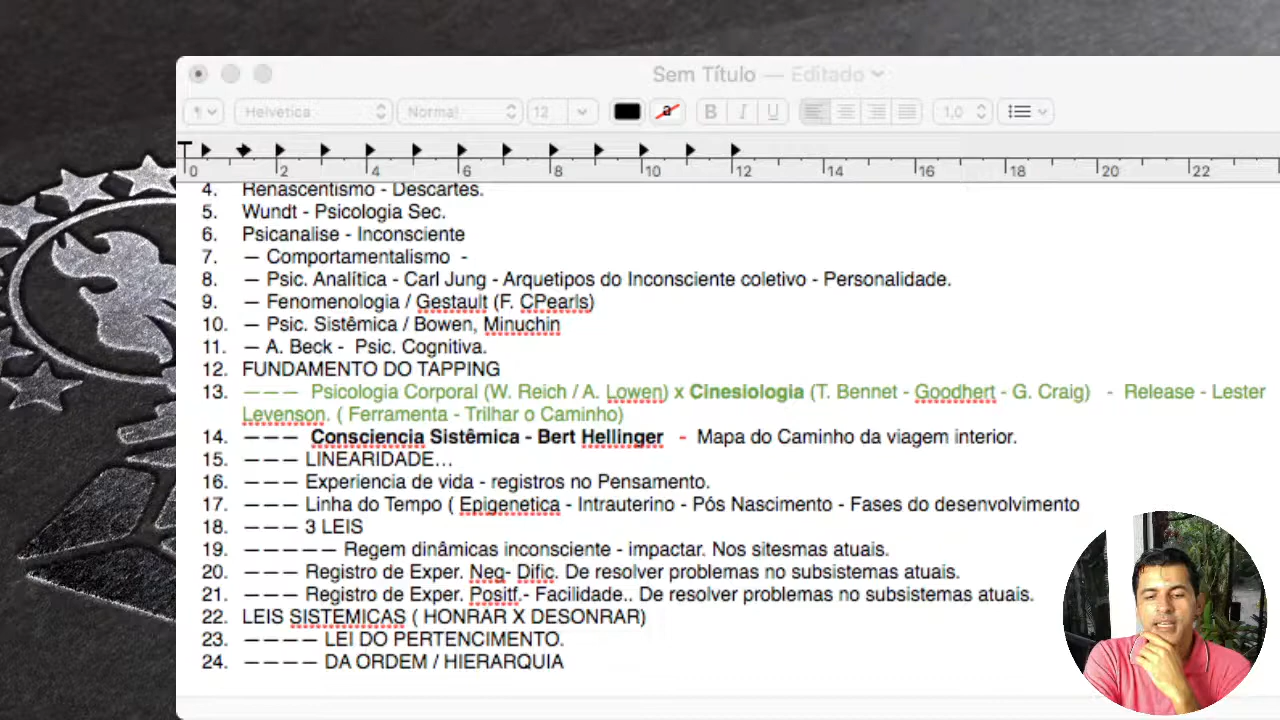 Sem Título — Editado
Helvetica Normal 12 a B I U 1,0
0 2 4 6 8 10 12 14 16 18 20 22
4. Renascentismo - Descartes.
5. Wundt - Psicologia Sec.
6. Psicanalise - Inconsciente
7. — Comportamentalismo -
8. — Psic. Analítica - Carl Jung - Arquetipos do Inconsciente coletivo - Personalidade.
9. — Fenomenologia / Gestault (F. CPearls)
10. — Psic. Sistêmica / Bowen, Minuchin
11. — A. Beck - Psic. Cognitiva.
12. FUNDAMENTO DO TAPPING
13. — — — Psicologia Corporal (W. Reich / A. Lowen) x Cinesiologia (T. Bennet - Goodhert - G. Craig) - Release - Lester
Levenson. ( Ferramenta - Trilhar o Caminho)
14. — — — Consciencia Sistêmica - Bert Hellinger - Mapa do Caminho da viagem interior.
15. — — — LINEARIDADE…
16. — — — Experiencia de vida - registros no Pensamento.
17. — — — Linha do Tempo ( Epigenetica - Intrauterino - Pós Nascimento - Fases do desenvolvimento
18. — — — 3 LEIS
19. — — — — — Regem dinâmicas inconsciente - impactar. Nos sitesmas atuais.
20. — — — Registro de Exper. Neg- Dific. De resolver problemas no subsistemas atuais.
21. — — — Registro de Exper. Positf.- Facilidade.. De resolver problemas no subsistemas atuais.
22. LEIS SISTEMICAS ( HONRAR X DESONRAR)
23. — — — — LEI DO PERTENCIMENTO.
24. — — — — DA ORDEM / HIERARQUIA